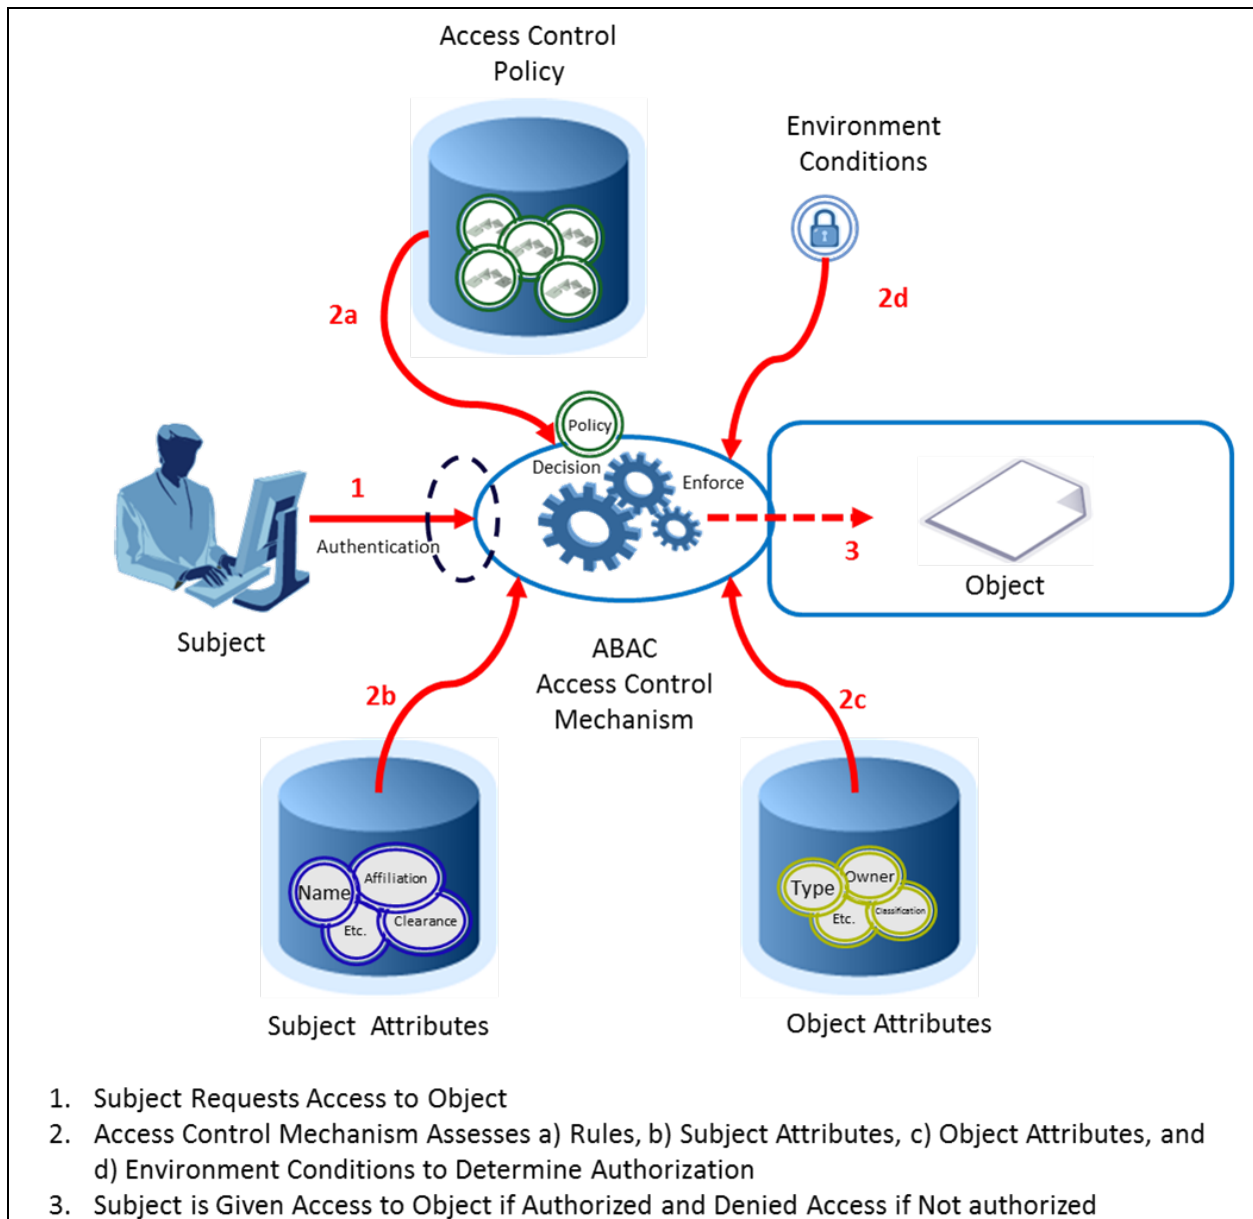 Access Control
Policy
Environment
Conditions
2a
2d
Policy
Decision
Enforce
1
Authentication
3
Object
Subject
ABAC
Access Control
Mechanism
2b
2c
Name
Affiliation
Etc.
Clearance
Type
Owner
Etc.
Classification
Subject Attributes
Object Attributes
1. Subject Requests Access to Object
2. Access Control Mechanism Assesses a) Rules, b) Subject Attributes, c) Object Attributes, and
d) Environment Conditions to Determine Authorization
3. Subject is Given Access to Object if Authorized and Denied Access if Not authorized